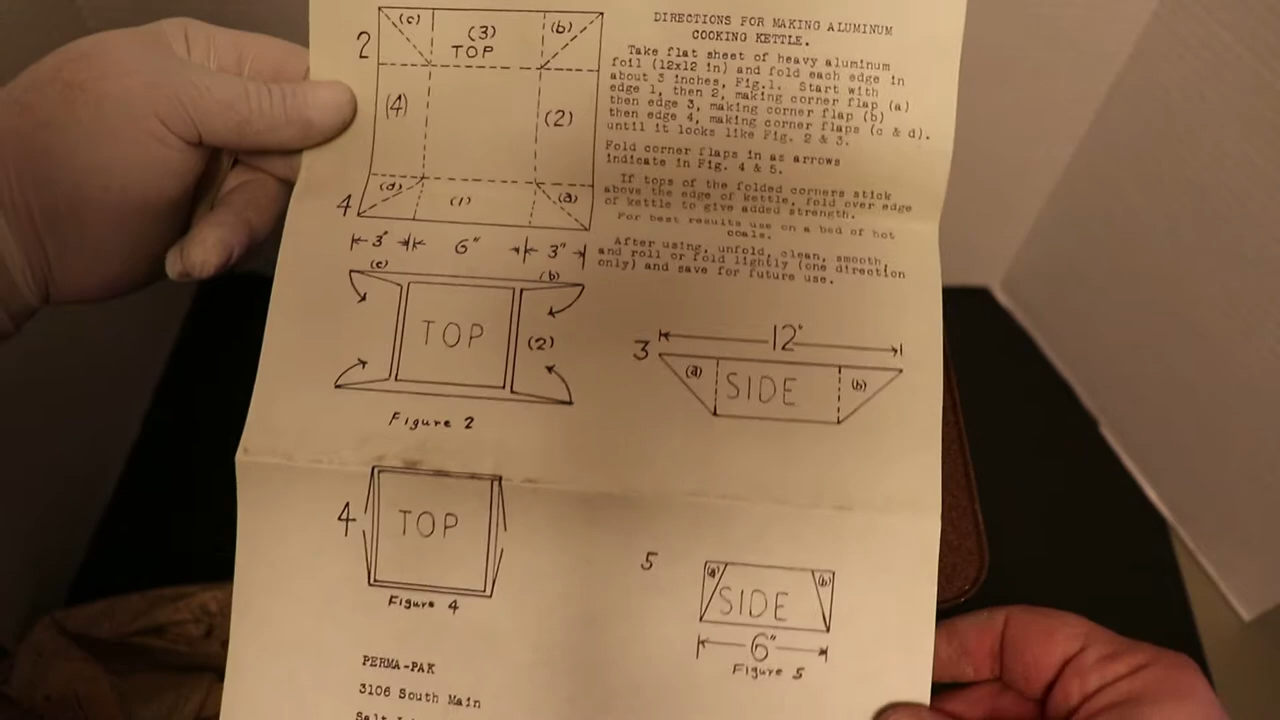 2
(c)
(3)
(b)
TOP
(4)
(2)
(d)
(1)
(a)
4
3"
6"
3"
DIRECTIONS FOR MAKING ALUMINUM
COOKING KETTLE.
Take flat sheet of heavy aluminum
foil (12x12 in) and fold each edge in
about 3 inches, Fig.1. Start with
edge 1, then 2, making corner flap (a)
then edge 3, making corner flap (b)
then edge 4, making corner flaps (c & d).
until it looks like Fig. 2 & 3.
Fold corner flaps in as arrows
indicate in Fig. 4 & 5.
If tops of the folded corners stick
above the edge of kettle, fold over edge
of kettle to give added strength.
For best results use on a bed of hot
coals.
After using, unfold, clean, smooth,
and roll or fold lightly (one direction
only) and save for future use.
(c)
(b)
TOP
(2)
Figure 2
3
12"
(a)
SIDE
(b)
4
TOP
Figure 4
5
(a)
SIDE
(b)
6"
Figure 5
PERMA-PAK
3106 South Main
Salt